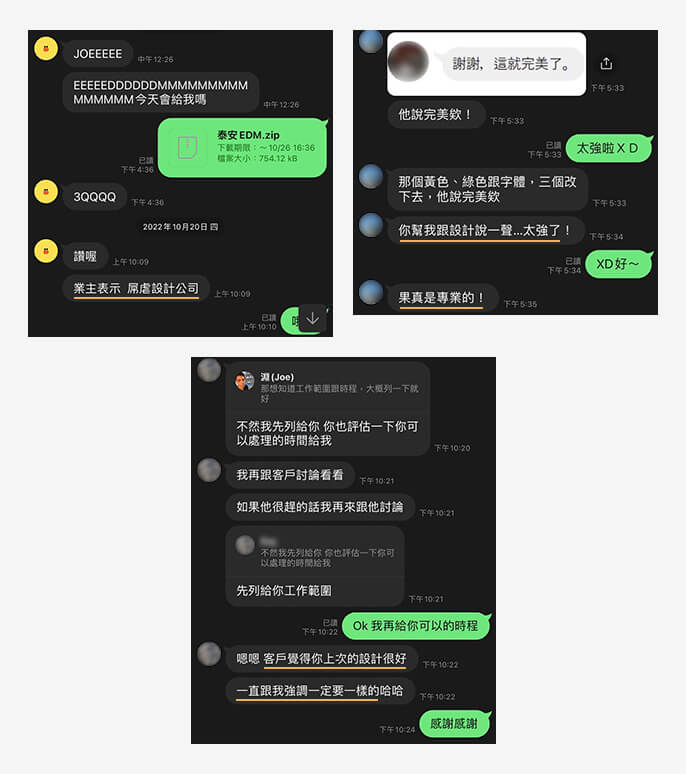 JOEEEEE
中午12:26
EEEEEDDDDDDMMMMMMMMM
MMMMMM今天會給我嗎
中午12:26
泰安EDM.zip
下載期限：～10/26 16:36
檔案大小：754.12 kB
已讀
下午4:36
3QQQQ
下午4:36
2022年10月20日 四
讚喔
上午10:09
業主表示 屌虐設計公司
上午10:09
已讀
上午10:10
謝謝，這就完美了。
下午5:33
他說完美欸！
下午5:33
已讀
下午5:33
太強啦ＸＤ
那個黃色、綠色跟字體，三個改
下去，他說完美欸
下午5:33
你幫我跟設計說一聲...太強了！
下午5:34
已讀
下午5:34
XD好～
果真是專業的！
下午5:35
淵(Joe)
那想知道工作範圍跟時程，大概列一下就
好
不然我先列給你 你也評估一下你可
以處理的時間給我
下午10:20
我再跟客戶討論看看
下午10:21
如果他很趕的話我再來跟他討論
下午10:21
不然我先列給你 你也評估一下你可
以處理的時間給我
先列給你工作範圍
下午10:21
已讀
下午10:22
Ok 我再給你可以的時程
嗯嗯 客戶覺得你上次的設計很好
下午10:22
一直跟我強調一定要一樣的哈哈
下午10:22
下午10:24
感謝感謝